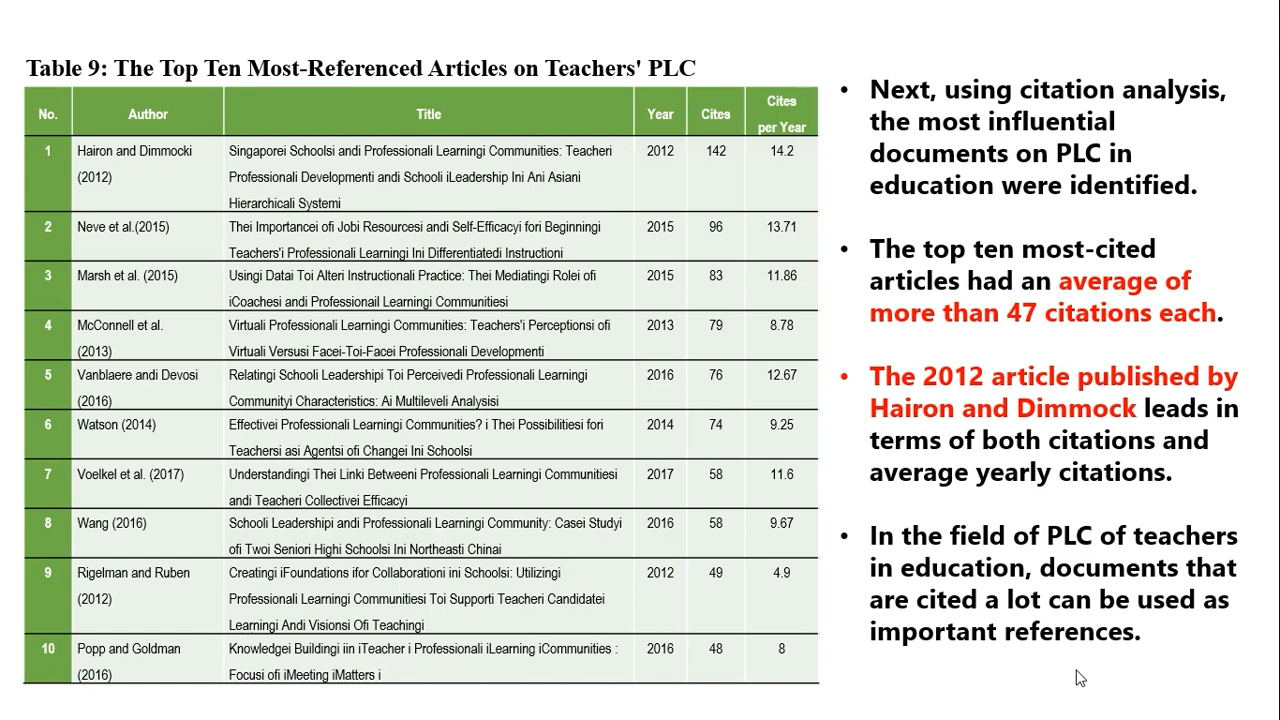 Table 9: The Top Ten Most-Referenced Articles on Teachers' PLC
No. Author Title Year Cites Cites per Year
1 Hairon and Dimmocki Singaporei Schoolsi andi Professionali Learningi Communities: Teacheri 2012 142 14.2
(2012) Professionali Developmenti andi Schooli iLeadership Ini Ani Asiani
Hierarchicali Systemi
2 Neve et al.(2015) Thei Importancei ofi Jobi Resourcesi andi Self-Efficacyi fori Beginningi 2015 96 13.71
Teachers'i Professionali Learningi Ini Differentiatedi Instructioni
3 Marsh et al. (2015) Usingi Datai Toi Alteri Instructionali Practice: Thei Mediatingi Rolei ofi 2015 83 11.86
iCoachesi andi Professionail Learningi Communitiesi
4 McConnell et al. Virtuali Professionali Learningi Communities: Teachers'i Perceptionsi ofi 2013 79 8.78
(2013) Virtuali Versusi Facei-Toi-Facei Professionali Developmenti
5 Vanblaere andi Devosi Relatingi Schooli Leadershipi Toi Perceivedi Professionali Learningi 2016 76 12.67
(2016) Communityi Characteristics: Ai Multileveli Analysisi
6 Watson (2014) Effectivei Professionali Learningi Communities? i Thei Possibilitiesi fori 2014 74 9.25
Teachersi asi Agentsi ofi Changei Ini Schoolsi
7 Voelkel et al. (2017) Understandingi Thei Linki Betweeni Professionali Learningi Communitiesi 2017 58 11.6
andi Teacheri Collectivei Efficacyi
8 Wang (2016) Schooli Leadershipi andi Professionali Learningi Community: Casei Studyi 2016 58 9.67
ofi Twoi Seniori Highi Schoolsi Ini Northeasti Chinai
9 Rigelman and Ruben Creatingi iFoundations ifor Collaborationi ini Schoolsi: Utilizingi 2012 49 4.9
(2012) Professionali Learningi Communitiesi Toi Supporti Teacheri Candidatei
Learningi Andi Visionsi Ofi Teachingi
10 Popp and Goldman Knowledgei Buildingi iin iTeacher i Professionali iLearning iCommunities : 2016 48 8
(2016) Focusi ofi iMeeting iMatters i
• Next, using citation analysis,
the most influential
documents on PLC in
education were identified.
• The top ten most-cited
articles had an average of
more than 47 citations each.
• The 2012 article published by
Hairon and Dimmock leads in
terms of both citations and
average yearly citations.
• In the field of PLC of teachers
in education, documents that
are cited a lot can be used as
important references.